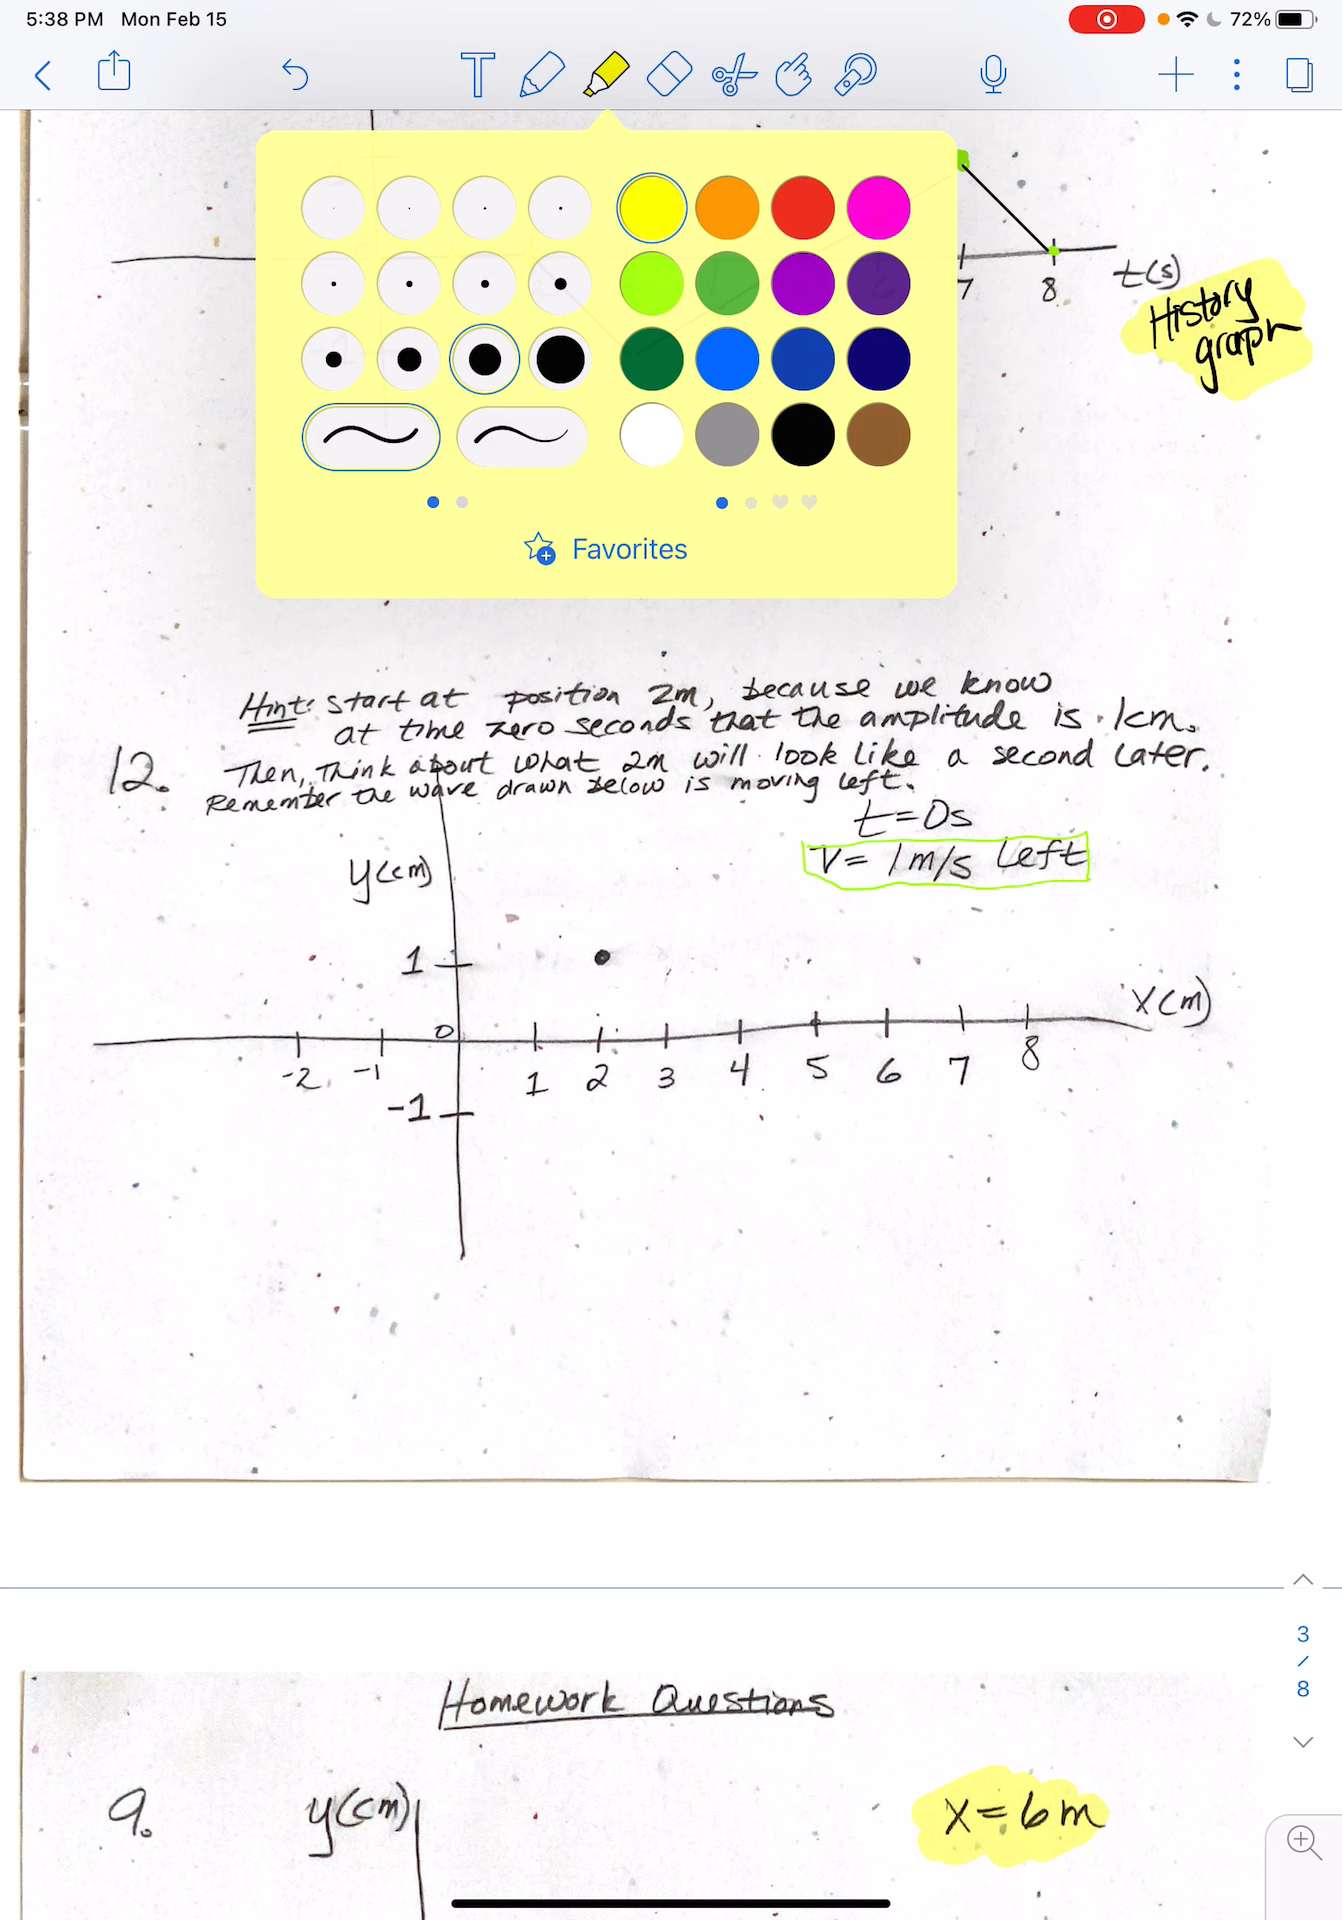 5:38 PM Mon Feb 15
72%
T
7
8
t(s)
History
graph
Favorites
Hint: start at position 2m, because we know
at time zero seconds that the amplitude is 1cm.
12. Then, think about what 2m will look like a second later.
Remember the wave drawn below is moving left.
t=0s
V= 1m/s left
y(cm)
1
x(m)
0
-2 -1 1 2 3 4 5 6 7 8
-1
3
/
8
Homework Questions
9. y(cm) x=6m